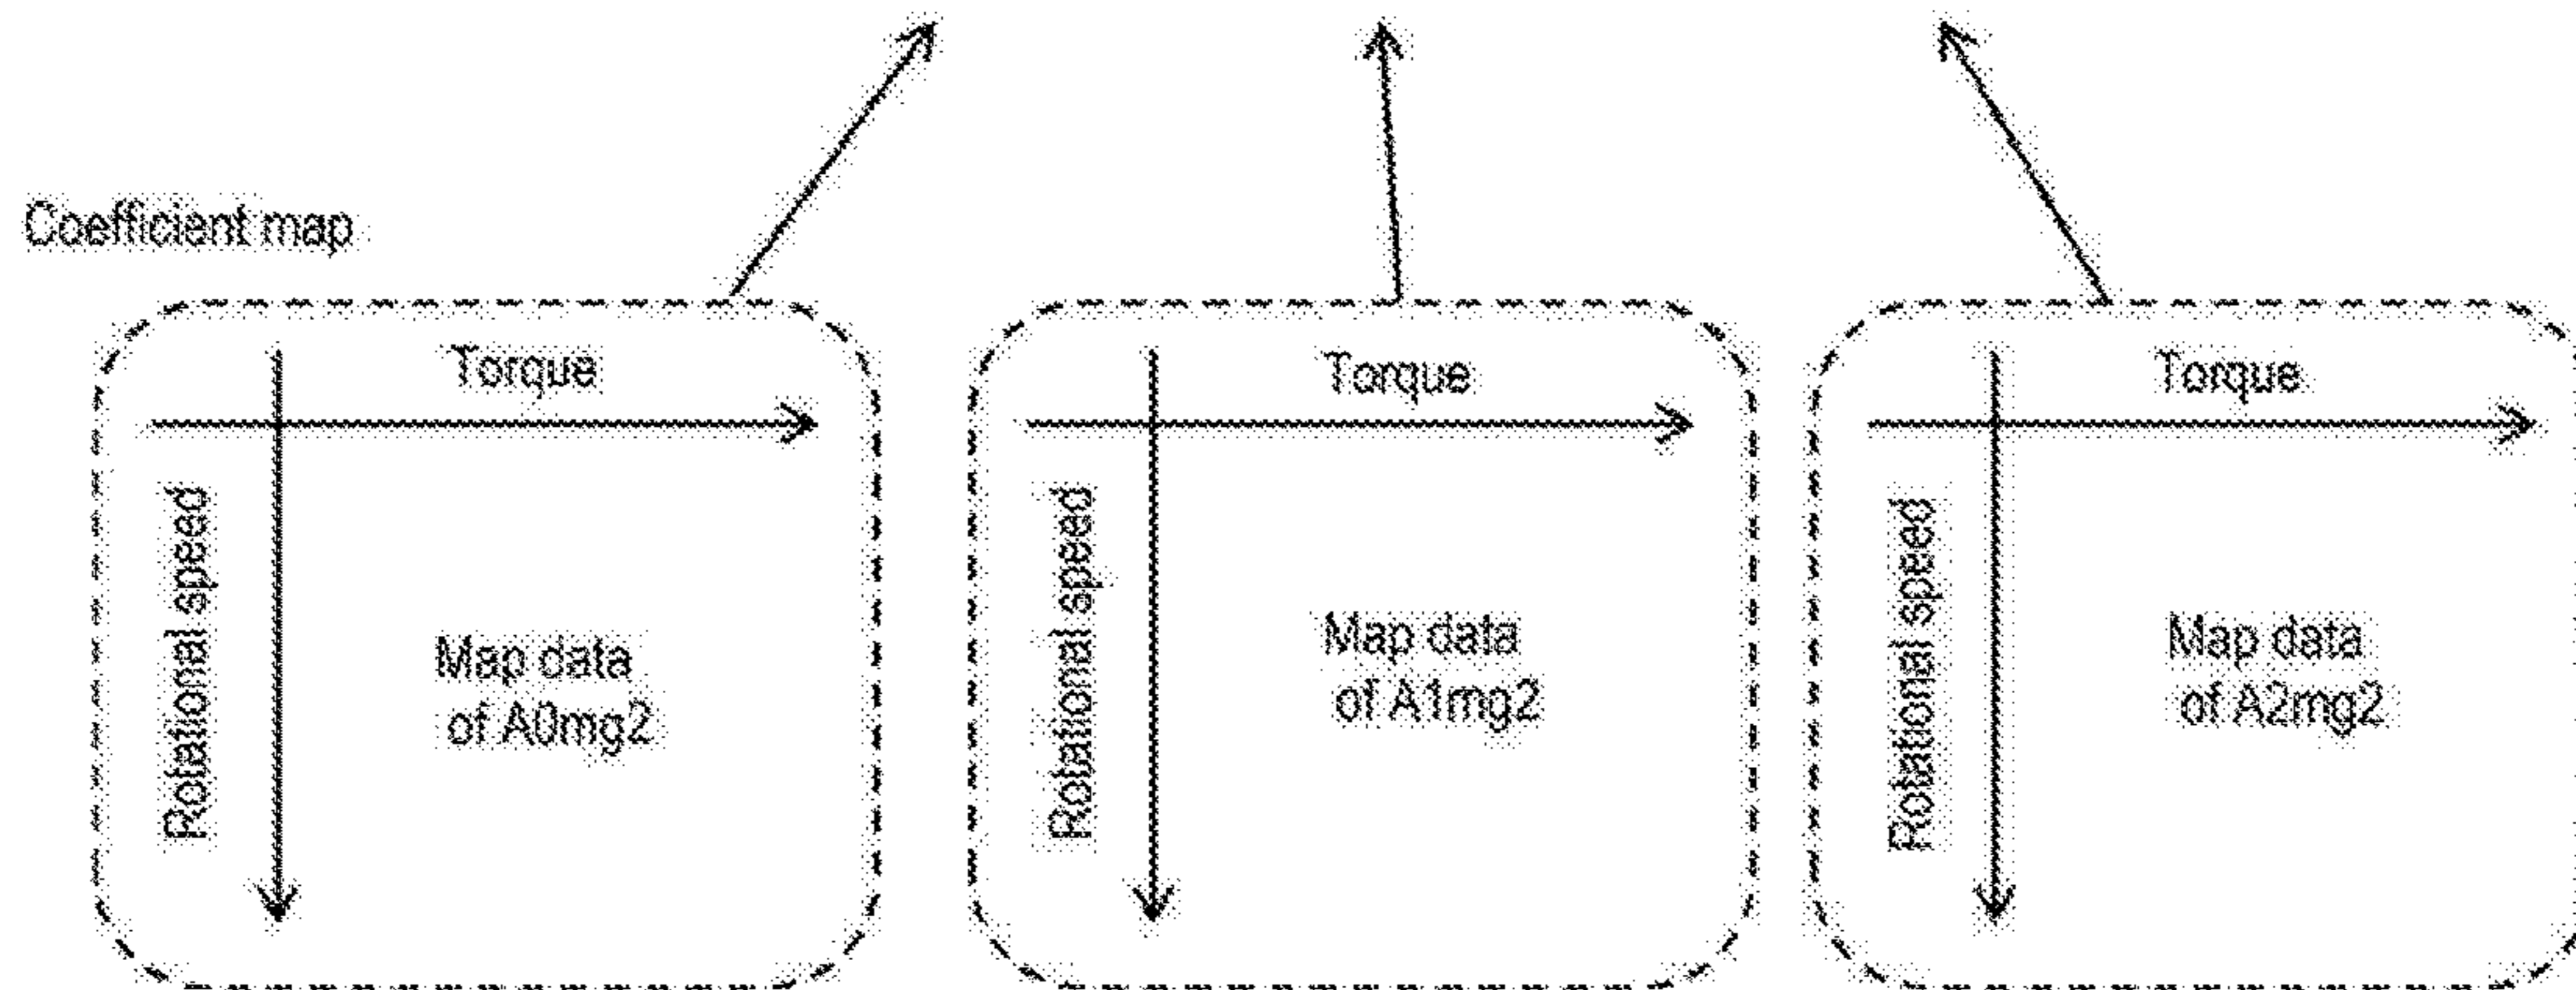 Coefficient map
Torque
Rotational speed
Map data
of A0mg2
Torque
Rotational speed
Map data
of A1mg2
Torque
Rotational speed
Map data
of A2mg2